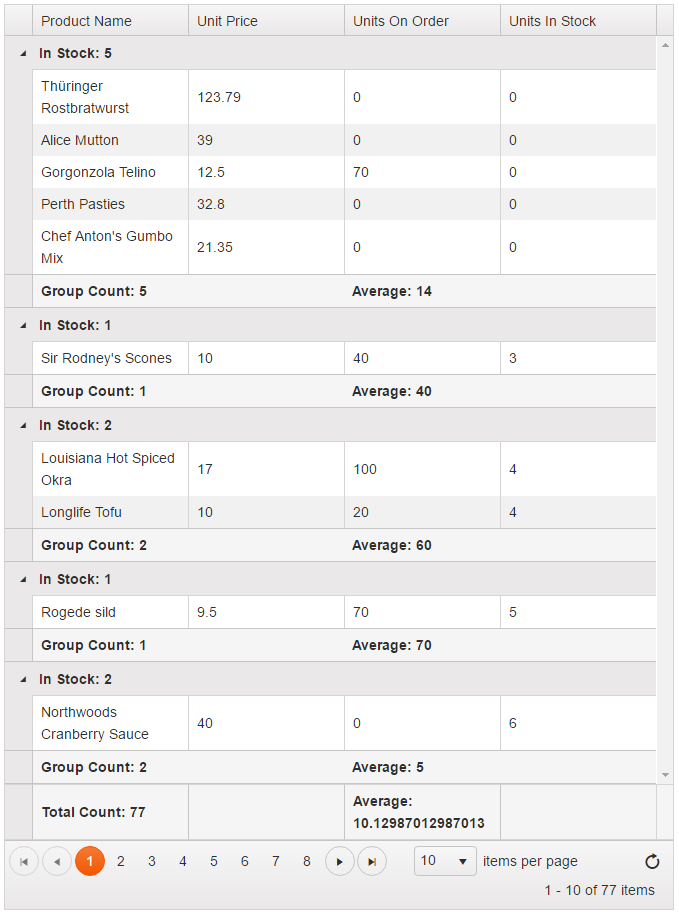 Product Name Unit Price Units On Order Units In Stock
In Stock: 5
Thüringer
Rostbratwurst 123.79 0 0
Alice Mutton 39 0 0
Gorgonzola Telino 12.5 70 0
Perth Pasties 32.8 0 0
Chef Anton's Gumbo
Mix 21.35 0 0
Group Count: 5 Average: 14
In Stock: 1
Sir Rodney's Scones 10 40 3
Group Count: 1 Average: 40
In Stock: 2
Louisiana Hot Spiced
Okra 17 100 4
Longlife Tofu 10 20 4
Group Count: 2 Average: 60
In Stock: 1
Rogede sild 9.5 70 5
Group Count: 1 Average: 70
In Stock: 2
Northwoods
Cranberry Sauce 40 0 6
Group Count: 2 Average: 5
Total Count: 77 Average:
10.12987012987013
1 2 3 4 5 6 7 8 10 items per page
1 - 10 of 77 items